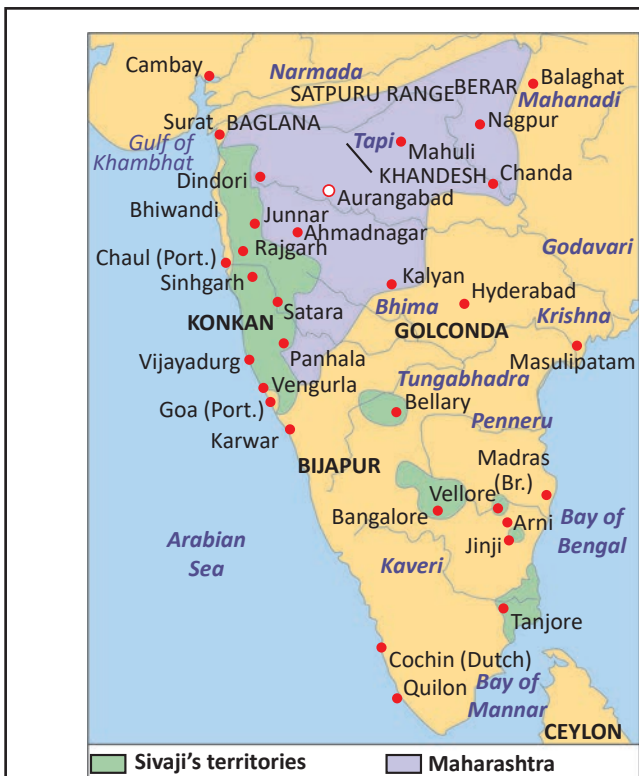 Cambay
Narmada
Balaghat
SATPURU RANGE
BERAR
Mahanadi
Surat
BAGLANA
Nagpur
Gulf of
Khambhat
Tapi
Mahuli
Dindori
KHANDESH
Chanda
Aurangabad
Bhiwandi
Junnar
Ahmadnagar
Godavari
Chaul (Port.)
Rajgarh
Sinhgarh
Kalyan
Bhima
Hyderabad
Satara
KONKAN
GOLCONDA
Krishna
Vijayadurg
Panhala
Masulipatam
Vengurla
Tungabhadra
Goa (Port.)
Bellary
Penneru
Karwar
BIJAPUR
Madras
(Br.)
Vellore
Bangalore
Arni
Bay of
Bengal
Jinji
Arabian
Sea
Kaveri
Tanjore
Cochin (Dutch)
Quilon
Bay of
Mannar
CEYLON
Sivaji's territories
Maharashtra